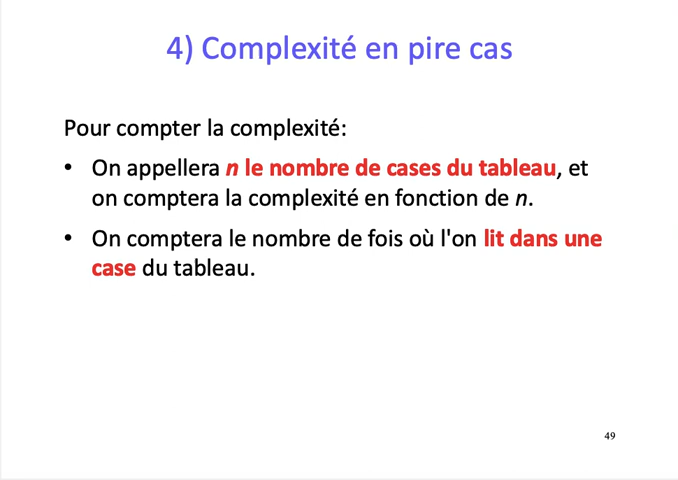 4) Complexité en pire cas
Pour compter la complexité:
• On appellera n le nombre de cases du tableau, et
on comptera la complexité en fonction de n.
• On comptera le nombre de fois où l'on lit dans une
case du tableau.
49